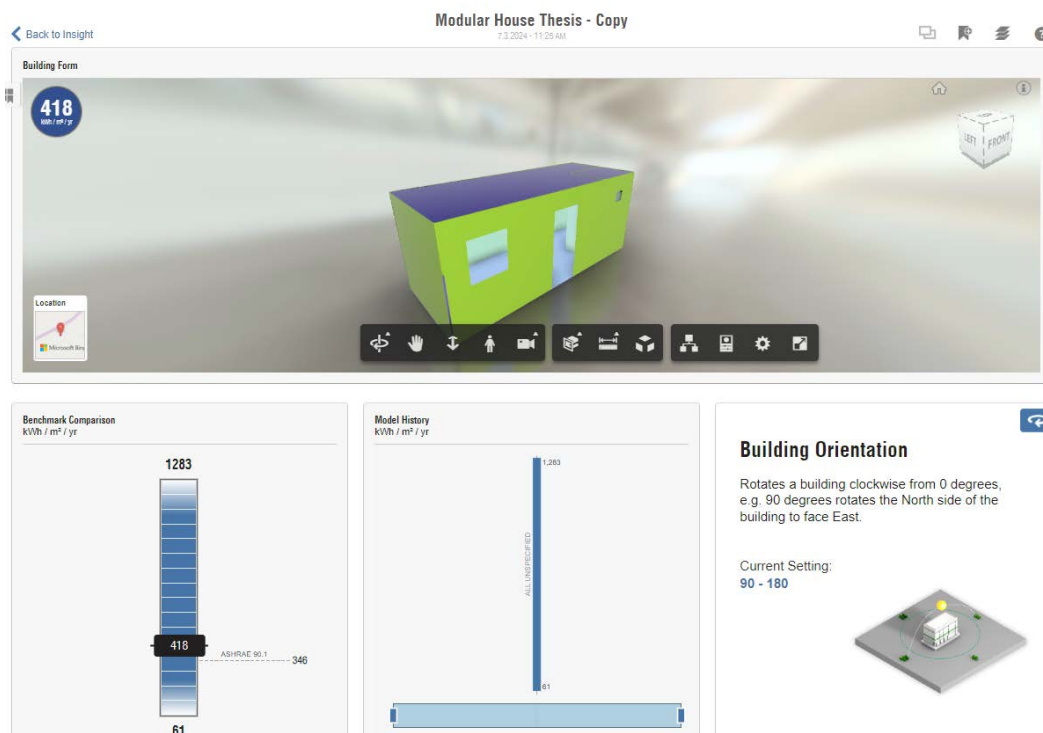 Modular House Thesis - Copy
Back to Insight
7.3.2024 - 11:26 AM
Building Form
418
kWh / m² / yr
LEFT
FRONT
Location
Microsoft Bing
Benchmark Comparison
kWh / m² / yr
1283
418
ASHRAE 90.1
346
61
Model History
kWh / m² / yr
1,283
ALL UNSPECIFIED
61
Building Orientation
Rotates a building clockwise from 0 degrees,
e.g. 90 degrees rotates the North side of the
building to face East.
Current Setting:
90 - 180